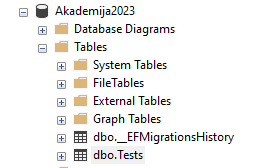 Akademija2023
Database Diagrams
Tables
System Tables
FileTables
External Tables
Graph Tables
dbo.__EFMigrationsHistory
dbo.Tests